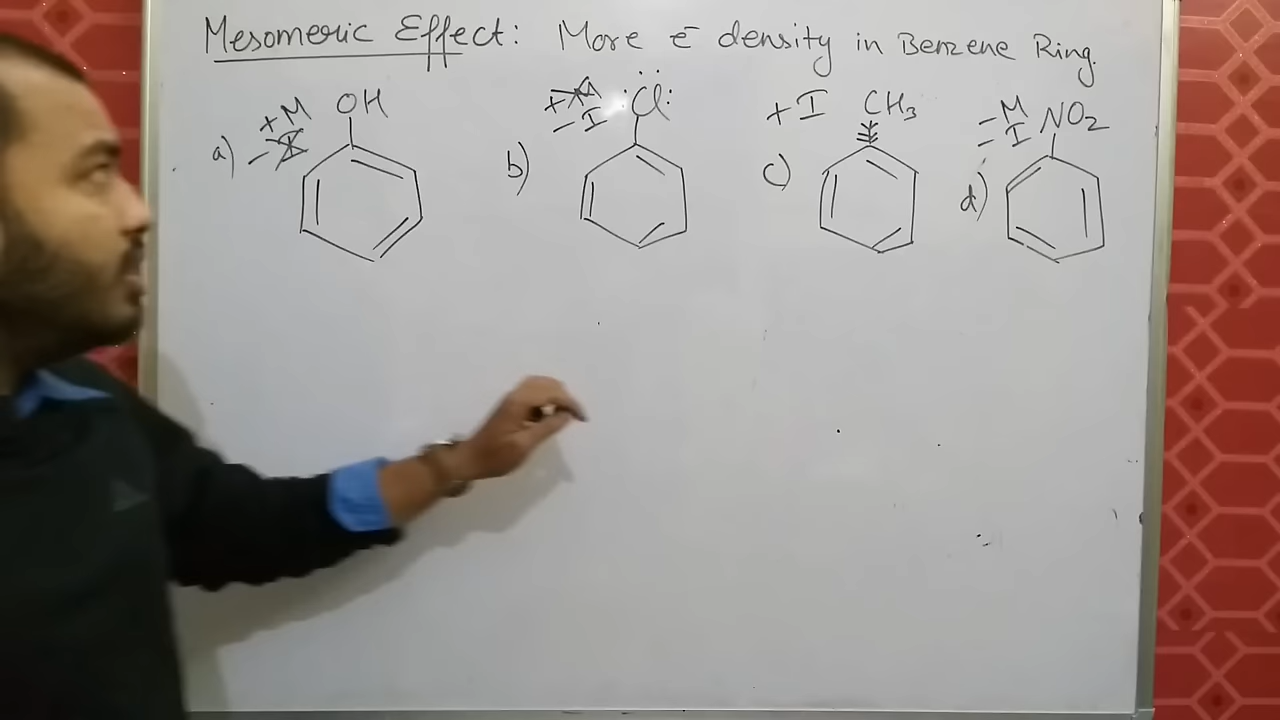 Mesomeric Effect: More e̅ density in Benzene Ring.
a) +M -I OH
b) +M -I :Cl:
c) +I CH3
d) -M -I NO2